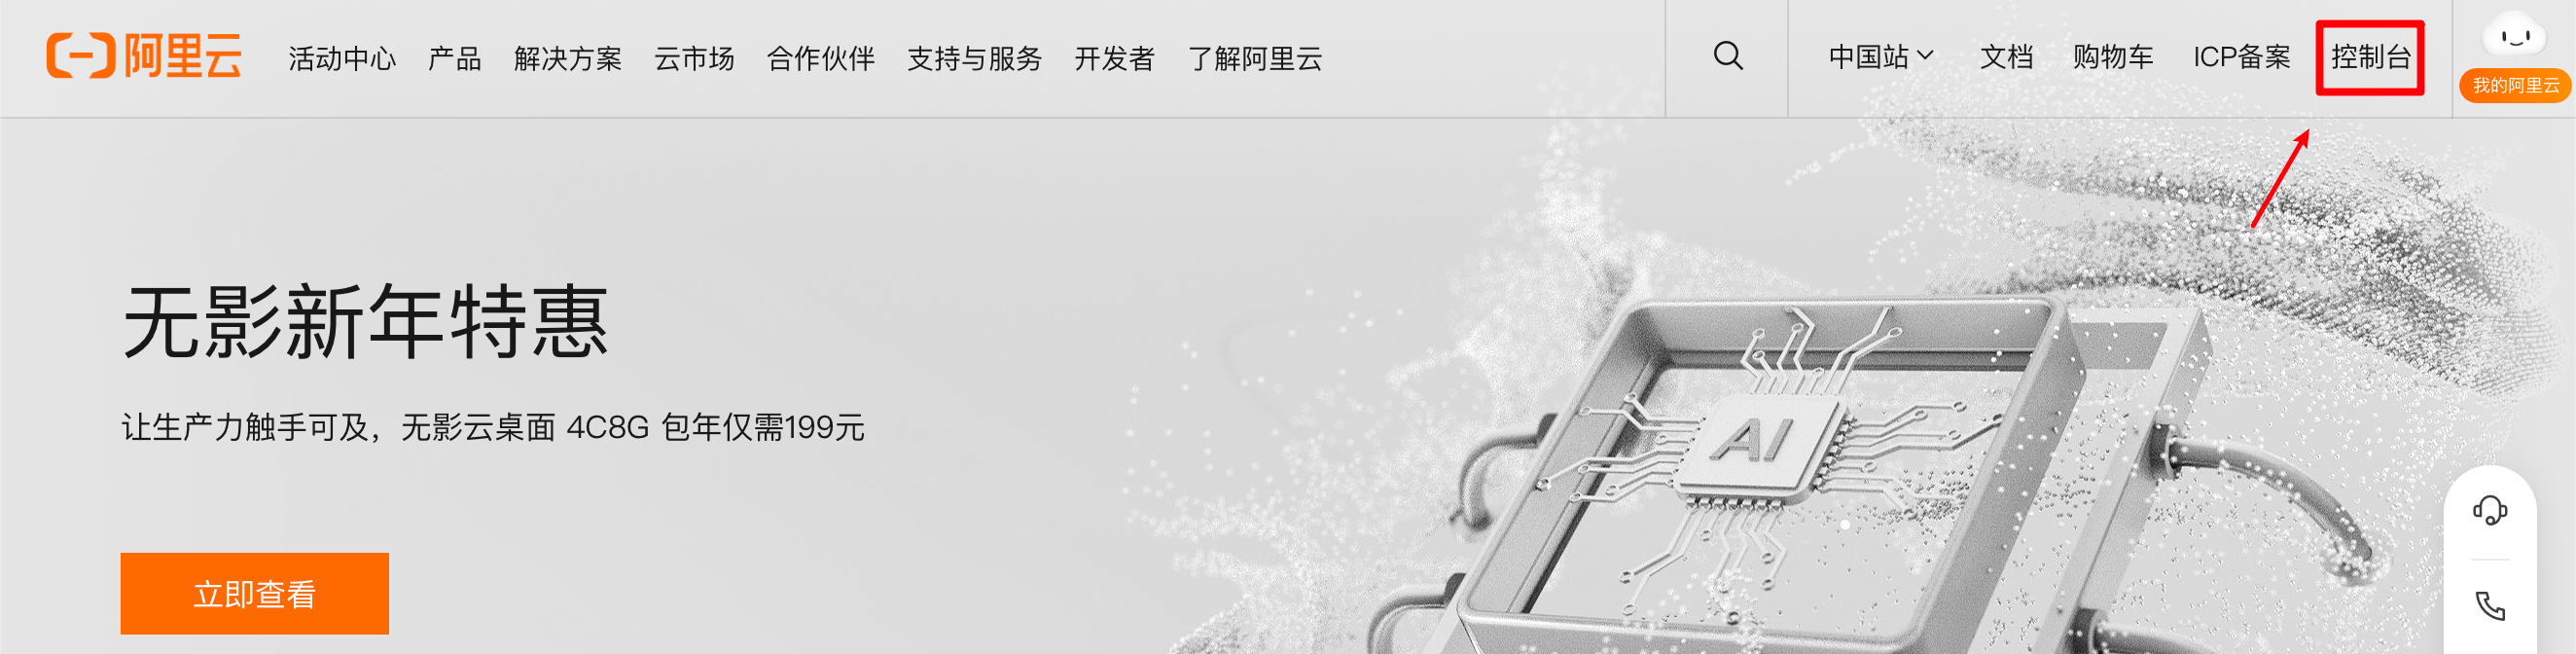 阿里云 活动中心 产品 解决方案 云市场 合作伙伴 支持与服务 开发者 了解阿里云 中国站 文档 购物车 ICP备案 控制台
我的阿里云
无影新年特惠
让生产力触手可及，无影云桌面 4C8G 包年仅需199元
AI
立即查看